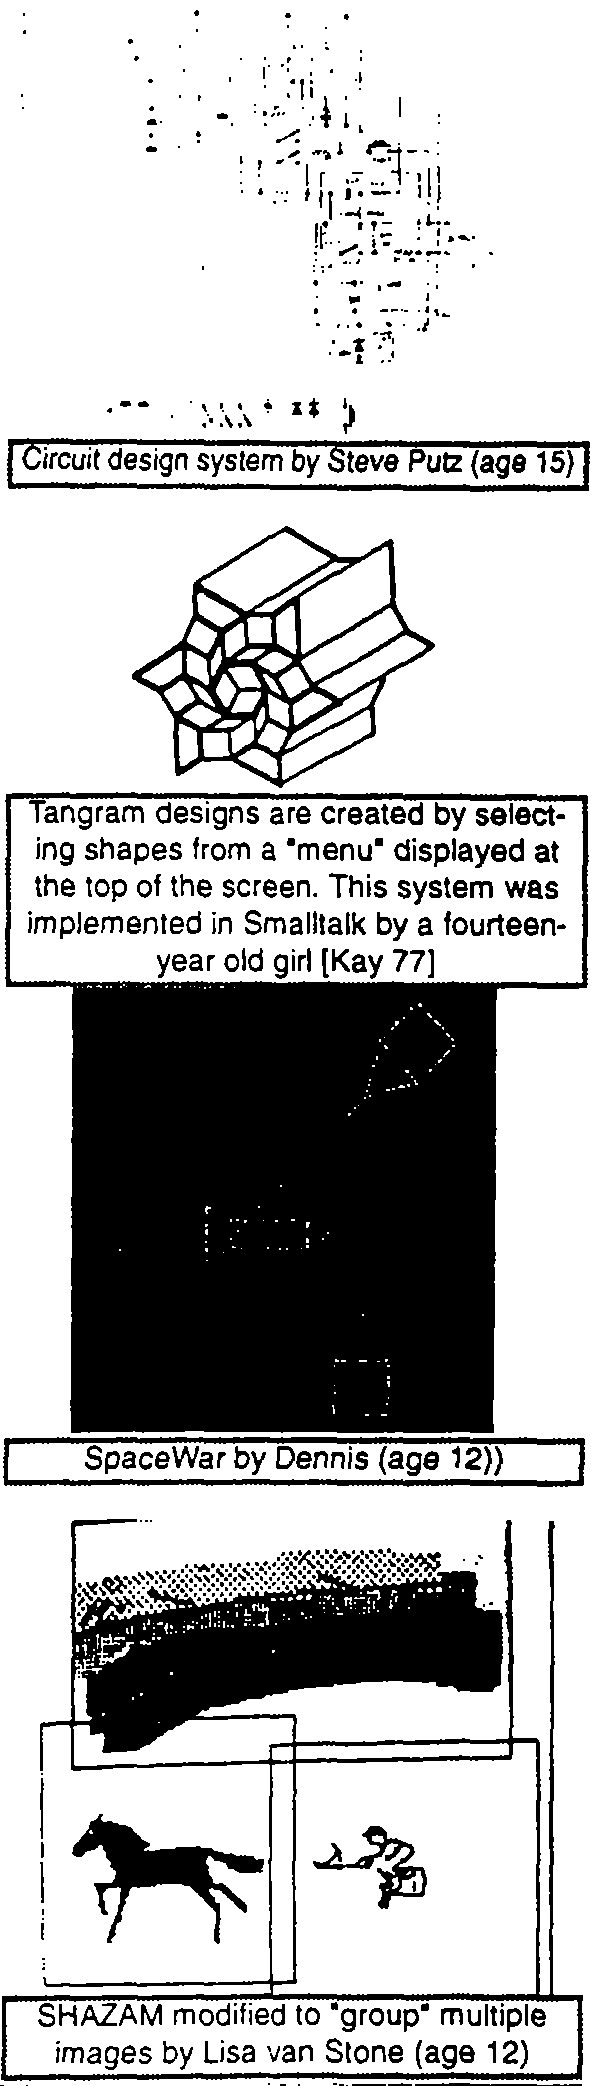 Circuit design system by Steve Putz (age 15)
Tangram designs are created by select-
ing shapes from a "menu" displayed at
the top of the screen. This system was
implemented in Smalltalk by a fourteen-
year old girl [Kay 77]
SpaceWar by Dennis (age 12))
SHAZAM modified to "group" multiple
images by Lisa van Stone (age 12)